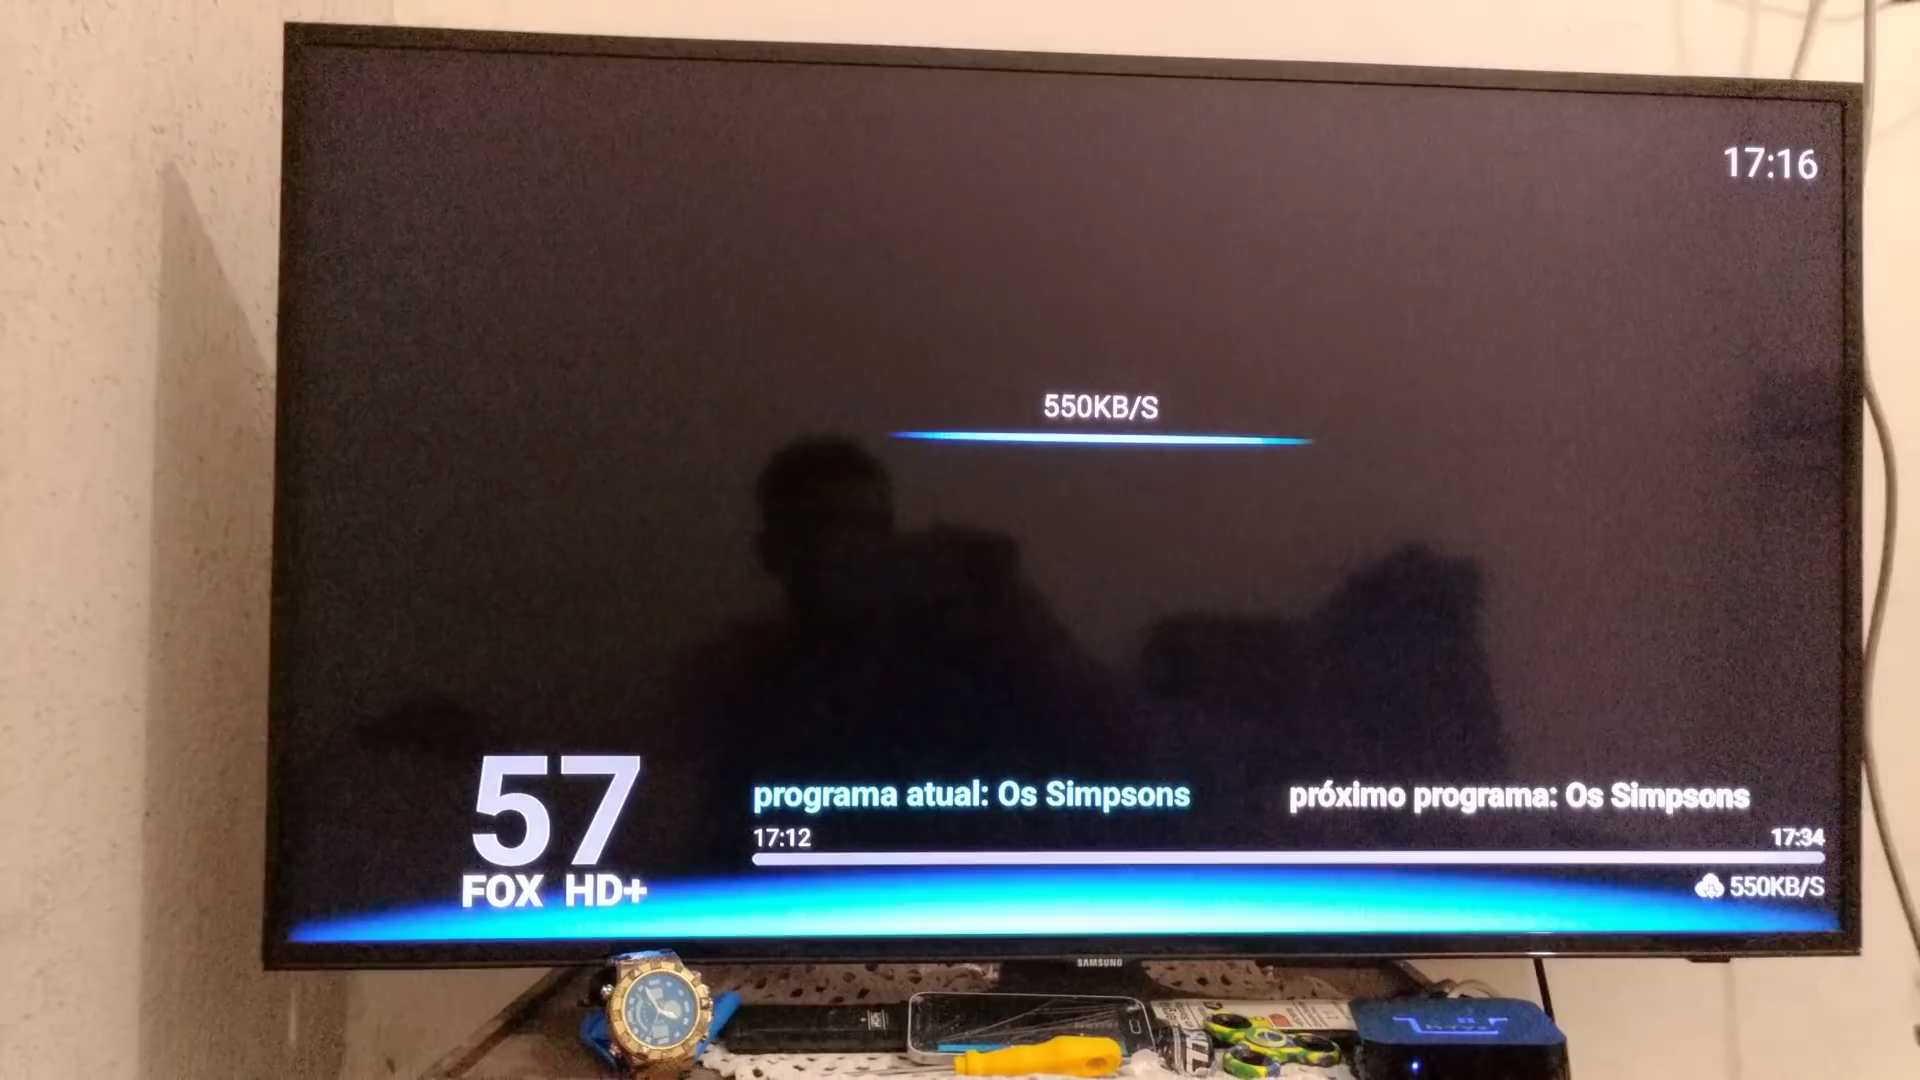 17:16
550KB/S
57
FOX HD+
programa atual: Os Simpsons
próximo programa: Os Simpsons
17:12
17:34
550KB/S
SAMSUNG